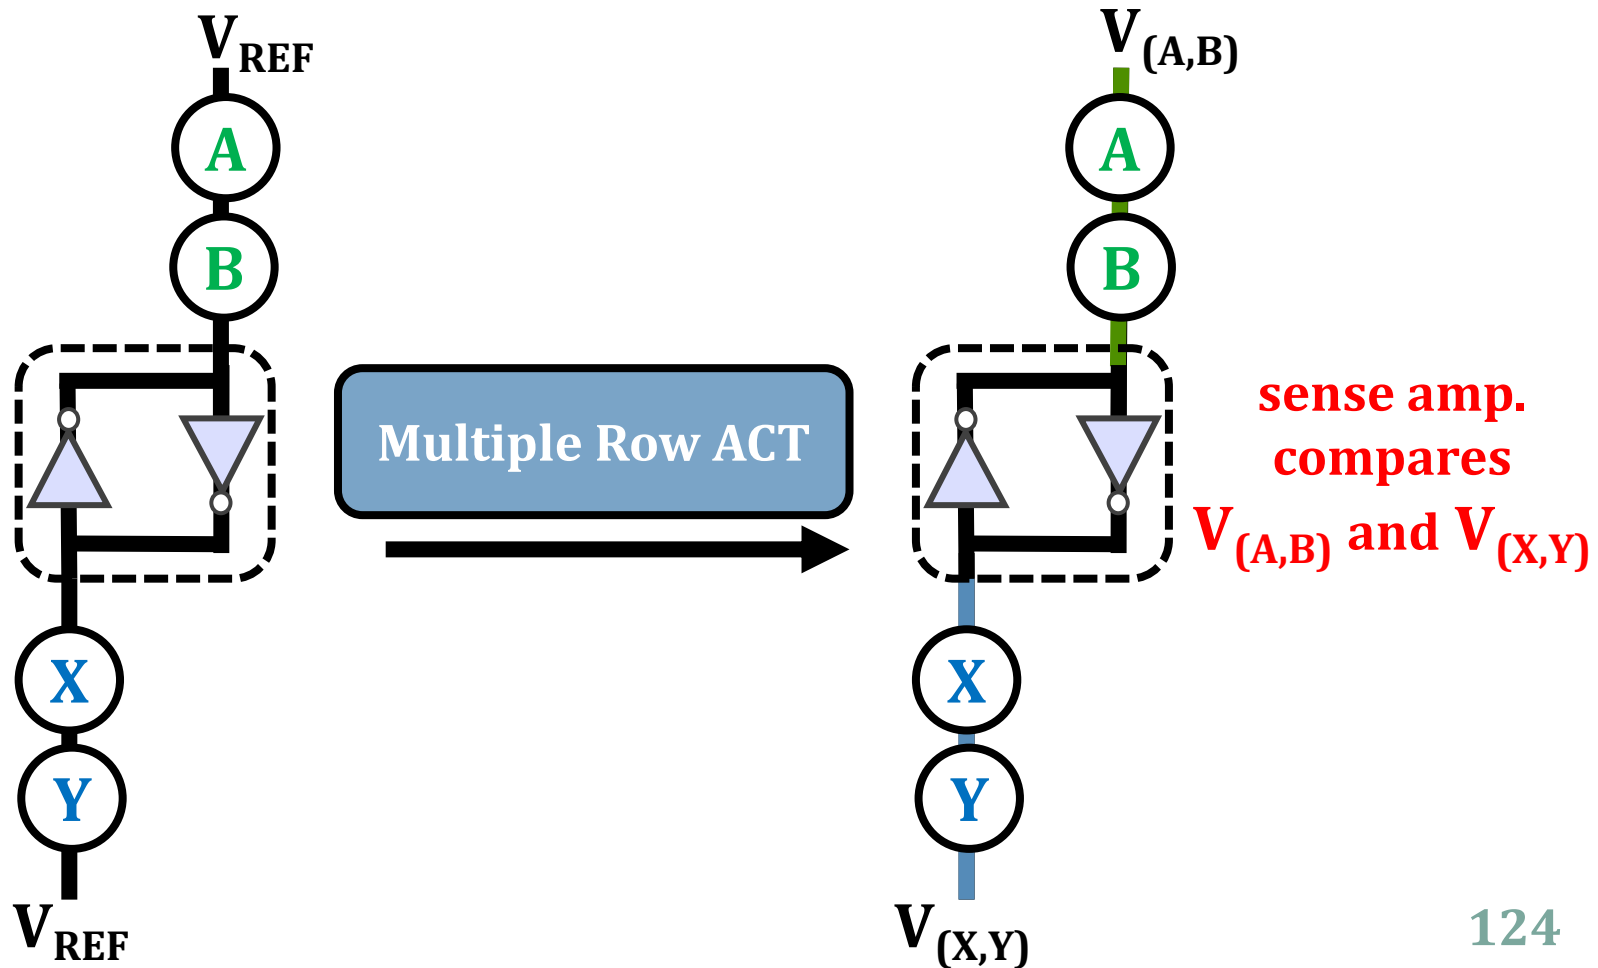 V_REF
A
B
X
Y
V_REF
Multiple Row ACT
V_(A,B)
A
B
X
Y
V_(X,Y)
sense amp.
compares
V_(A,B) and V_(X,Y)
124